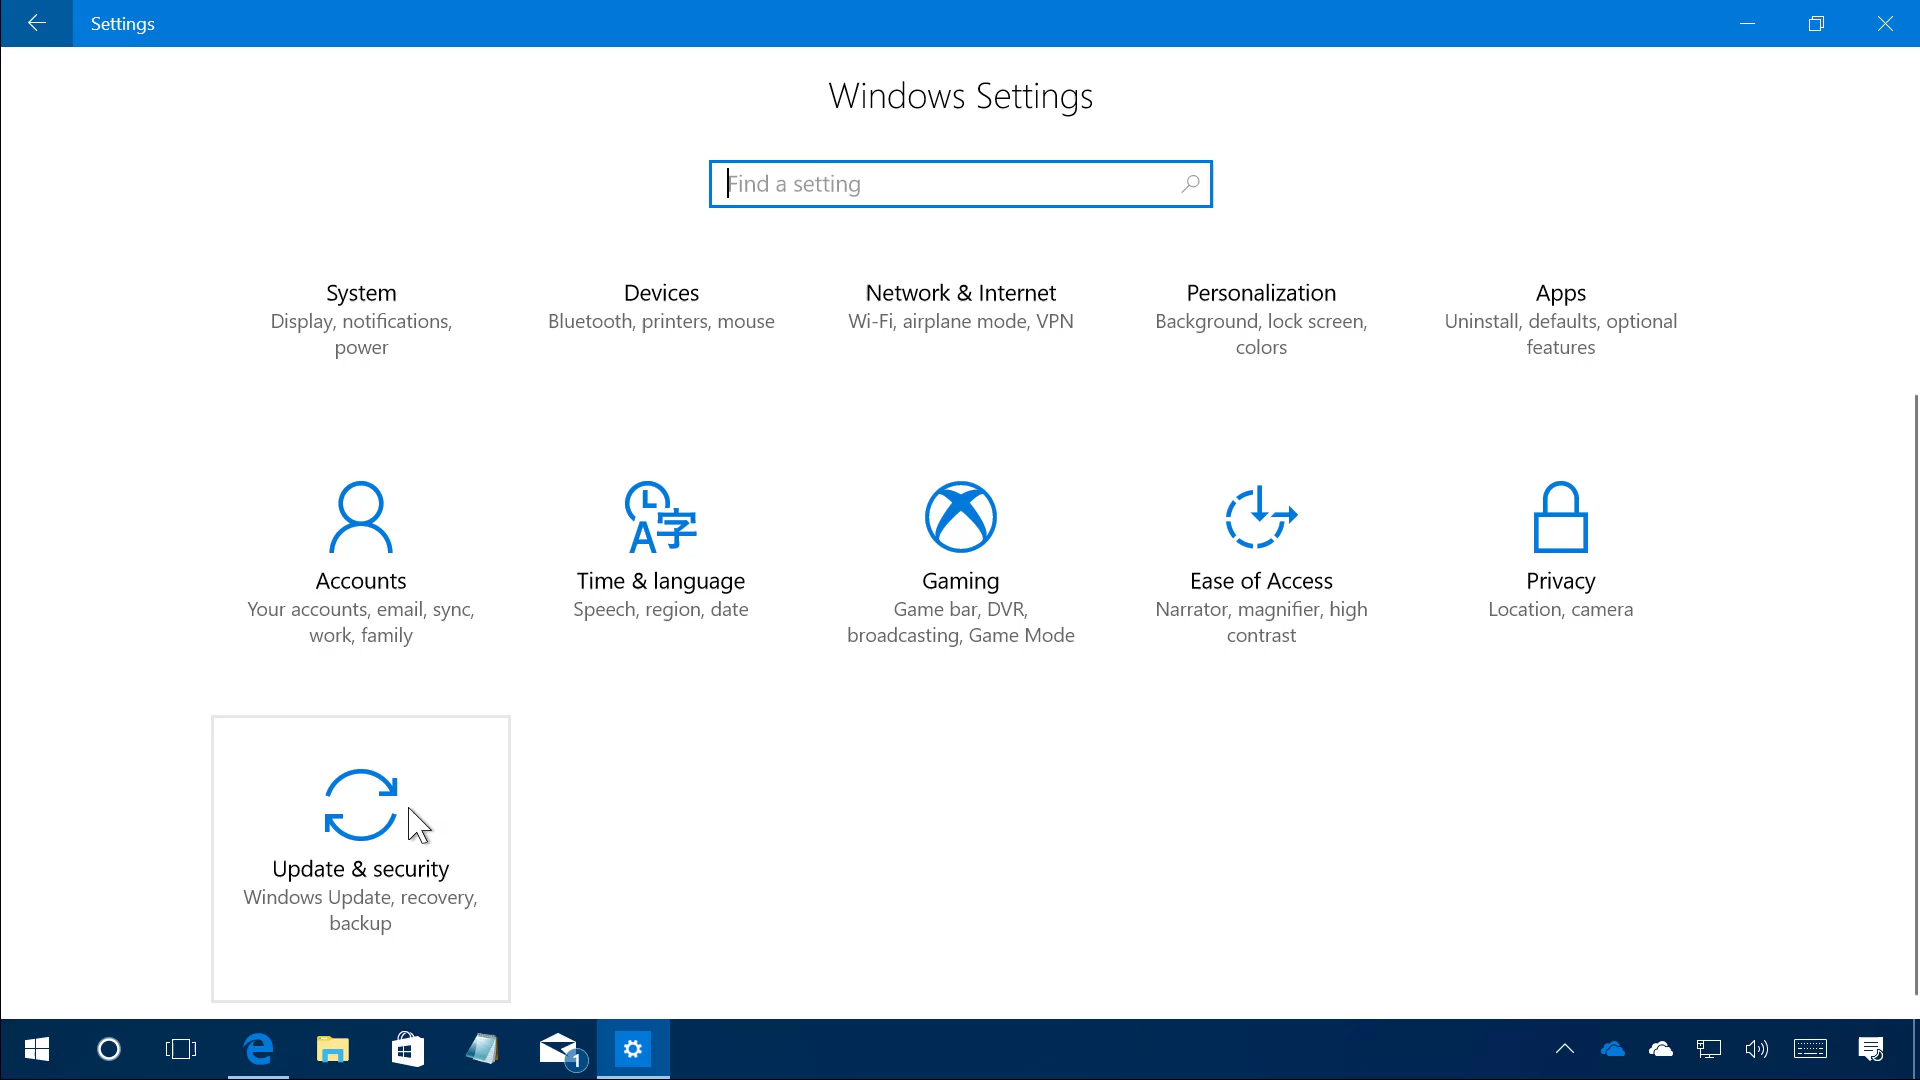 Settings
Windows Settings
Find a setting
System
Display, notifications,
power
Devices
Bluetooth, printers, mouse
Network & Internet
Wi-Fi, airplane mode, VPN
Personalization
Background, lock screen,
colors
Apps
Uninstall, defaults, optional
features
Accounts
Your accounts, email, sync,
work, family
Time & language
Speech, region, date
Gaming
Game bar, DVR,
broadcasting, Game Mode
Ease of Access
Narrator, magnifier, high
contrast
Privacy
Location, camera
Update & security
Windows Update, recovery,
backup
1